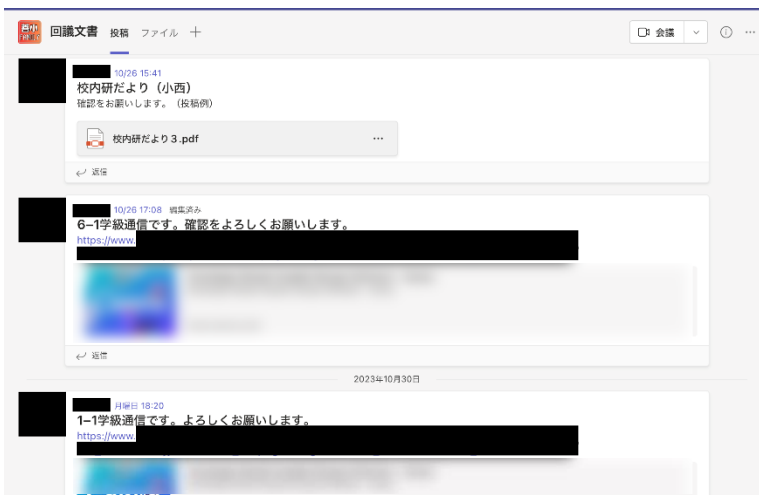 回議文書 投稿 ファイル
会議
10/26 15:41
校内研だより（小西）
確認をお願いします。（投稿例）
校内研だより３.pdf
返信
10/26 17:08 編集済み
6−1学級通信です。確認をよろしくお願いします。
https://www.
返信
2023年10月30日
月曜日 18:20
1−1学級通信です。よろしくお願いします。
https://www.